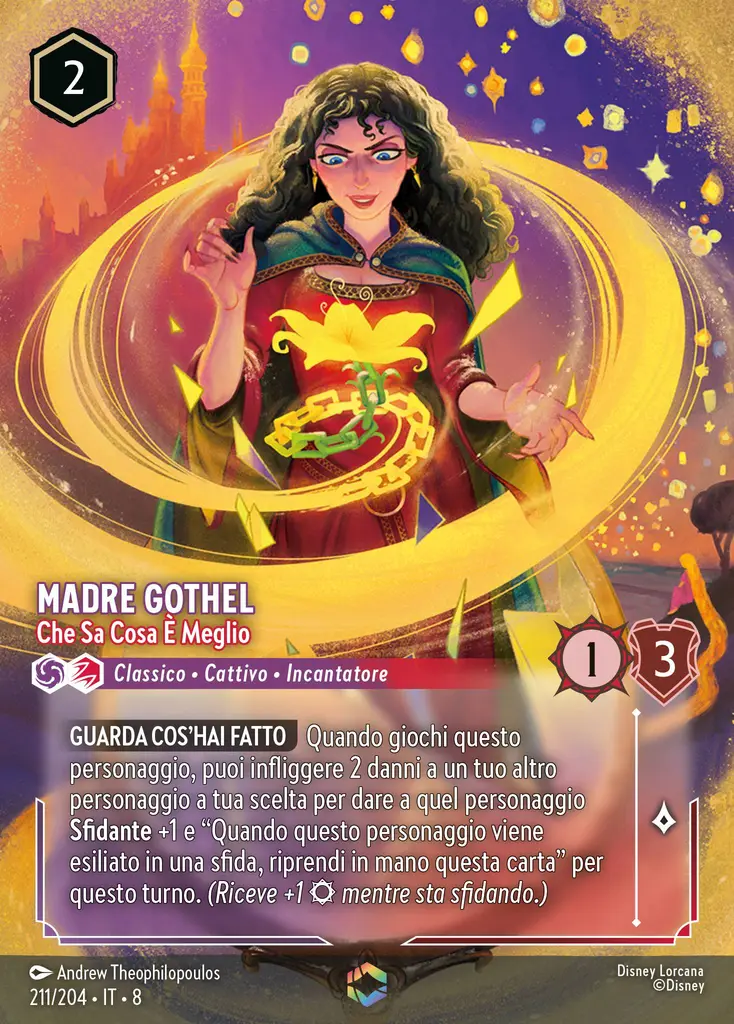 2
MADRE GOTHEL
Che Sa Cosa È Meglio
Classico • Cattivo • Incantatore
1
3
GUARDA COS'HAI FATTO Quando giochi questo
personaggio, puoi infliggere 2 danni a un tuo altro
personaggio a tua scelta per dare a quel personaggio
Sfidante +1 e “Quando questo personaggio viene
esiliato in una sfida, riprendi in mano questa carta” per
questo turno. (Riceve +1 mentre sta sfidando.)
Andrew Theophilopoulos
211/204 • IT • 8
Disney Lorcana
©Disney